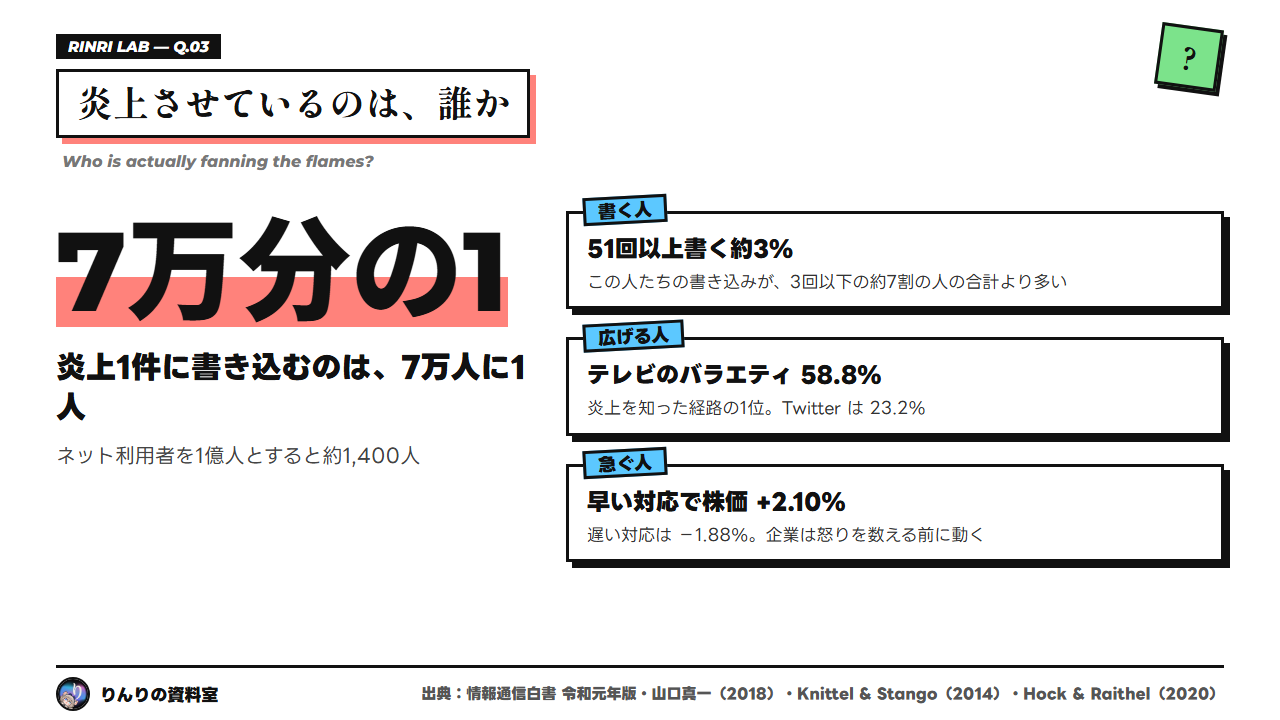 RINRI LAB — Q.03
炎上させているのは、誰か
Who is actually fanning the flames?
?
7万分の1
炎上1件に書き込むのは、7万人に1
人
ネット利用者を1億人とすると約1,400人
書く人
51回以上書く約3%
この人たちの書き込みが、3回以下の約7割の人の合計より多い
広げる人
テレビのバラエティ 58.8%
炎上を知った経路の1位。Twitter は 23.2%
急ぐ人
早い対応で株価 +2.10%
遅い対応は −1.88%。企業は怒りを数える前に動く
りんりの資料室
出典：情報通信白書 令和元年版・山口真一（2018）・Knittel & Stango（2014）・Hock & Raithel（2020）